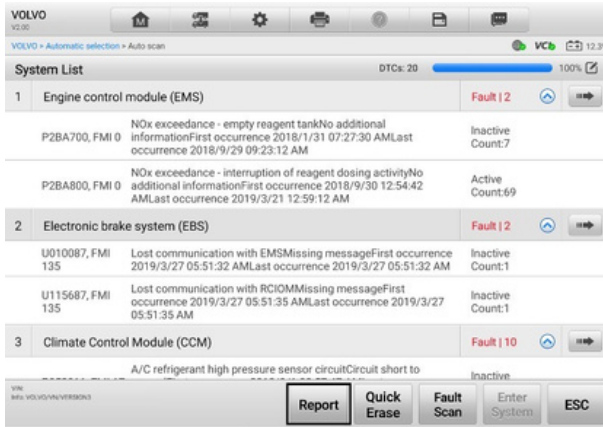 VOLVO
V2.00
VCI
12.3
VOLVO > Automatic selection > Auto scan
System List
DTCs: 20
100%
1 Engine control module (EMS) Fault | 2
P2BA700, FMI 0
NOx exceedance - empty reagent tankNo additional
informationFirst occurrence 2018/1/31 07:27:30 AMLast
occurrence 2018/9/29 09:23:12
AM
Inactive
Count:7
P2BA800, FMI 0
NOx exceedance - interruption of reagent dosing activityNo
additional informationFirst occurrence 2018/9/30 12:54:42
AMLast occurrence 2019/3/21 12:59:12 AM
Active
Count:69
2 Electronic brake system (EBS) Fault | 2
U010087, FMI
135
Lost communication with EMSMissing messageFirst occurrence
2019/3/27 05:51:32 AMLast occurrence 2019/3/27 05:51:32 AM
Inactive
Count:1
U115687, FMI
135
Lost communication with RCIOMMissing messageFirst
occurrence 2019/3/27 05:51:35 AMLast occurrence 2019/3/27
05:51:35 AM
Inactive
Count:1
3 Climate Control Module (CCM) Fault | 10
A/C refrigerant high pressure sensor circuitCircuit short to
Inactive
VIN:
Info: VOLVO/VN/VERSION3
Report
Quick
Erase
Fault
Scan
Enter
System
ESC